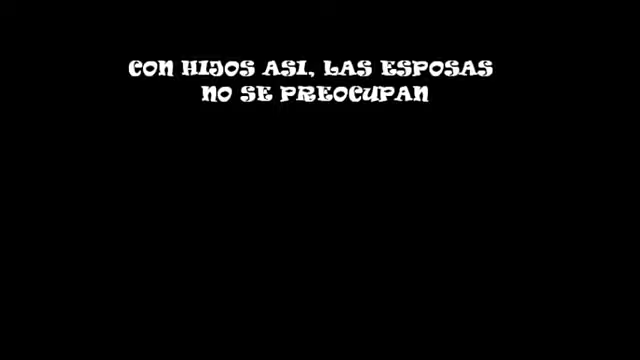 CON HIJOS ASI, LAS ESPOSAS
NO SE PREOCUPAN